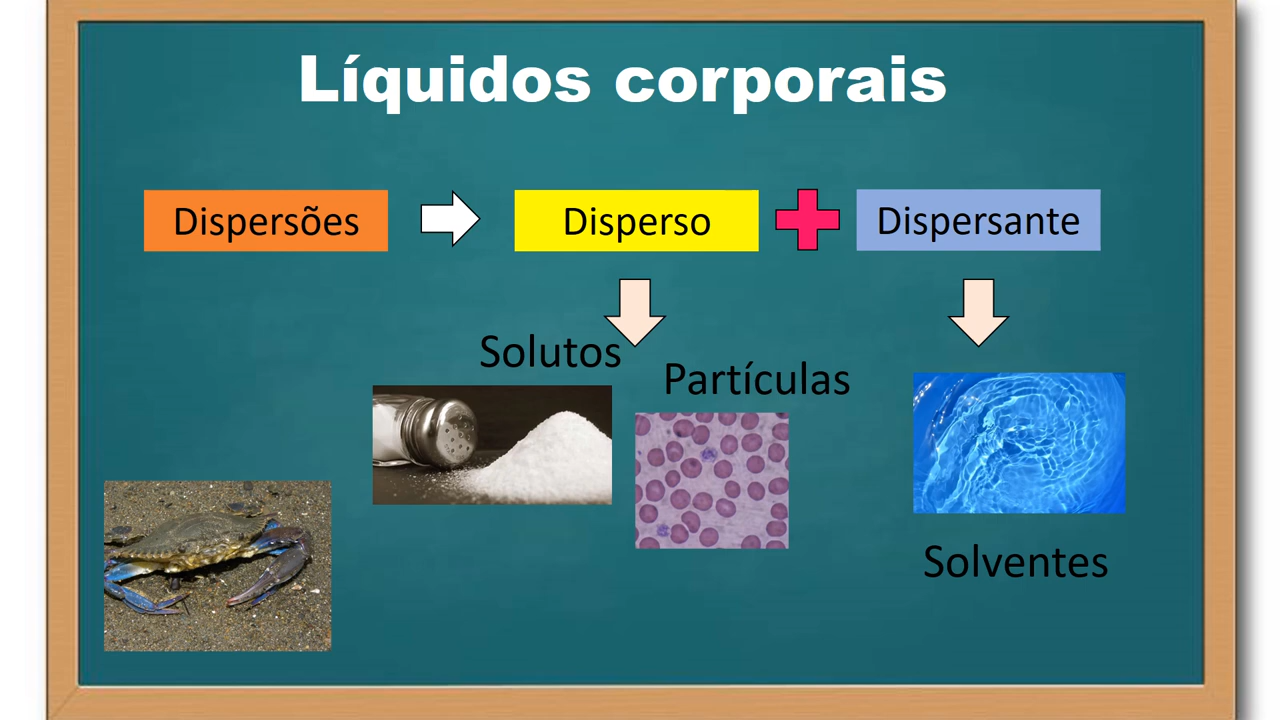 Líquidos corporais
Dispersões
Disperso
Dispersante
Solutos
Partículas
Solventes